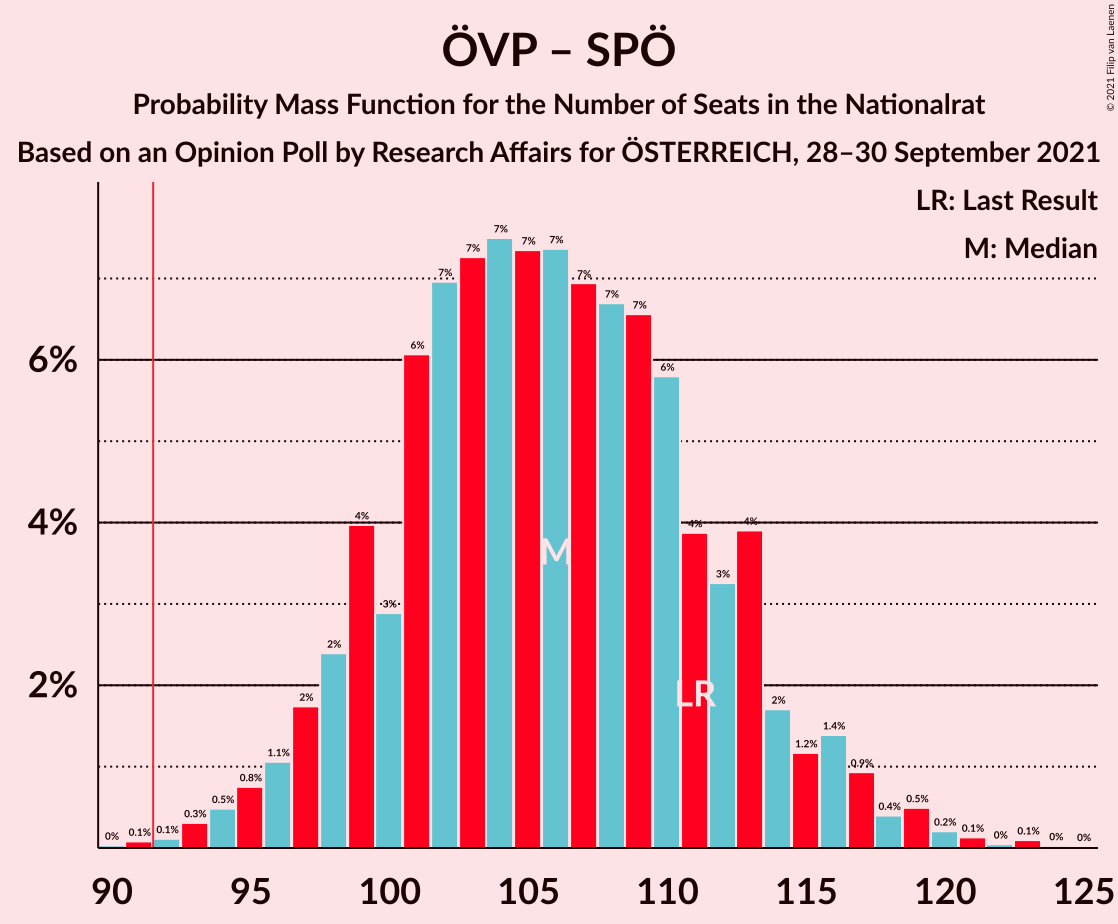 ÖVP – SPÖ
Probability Mass Function for the Number of Seats in the Nationalrat
Based on an Opinion Poll by Research Affairs for ÖSTERREICH, 28–30 September 2021
© 2021 Filip van Laenen
LR: Last Result
M: Median
6%
4%
2%
0% 0.1% 0.1% 0.3% 0.5% 0.8% 1.1% 2% 2% 4% 3% 6% 7% 7% 7% 7% 7% 7% 7% 7% 6% 4% 3% 4% 2% 1.2% 1.4% 0.9% 0.4% 0.5% 0.2% 0.1% 0% 0.1% 0% 0%
M
LR
90 95 100 105 110 115 120 125